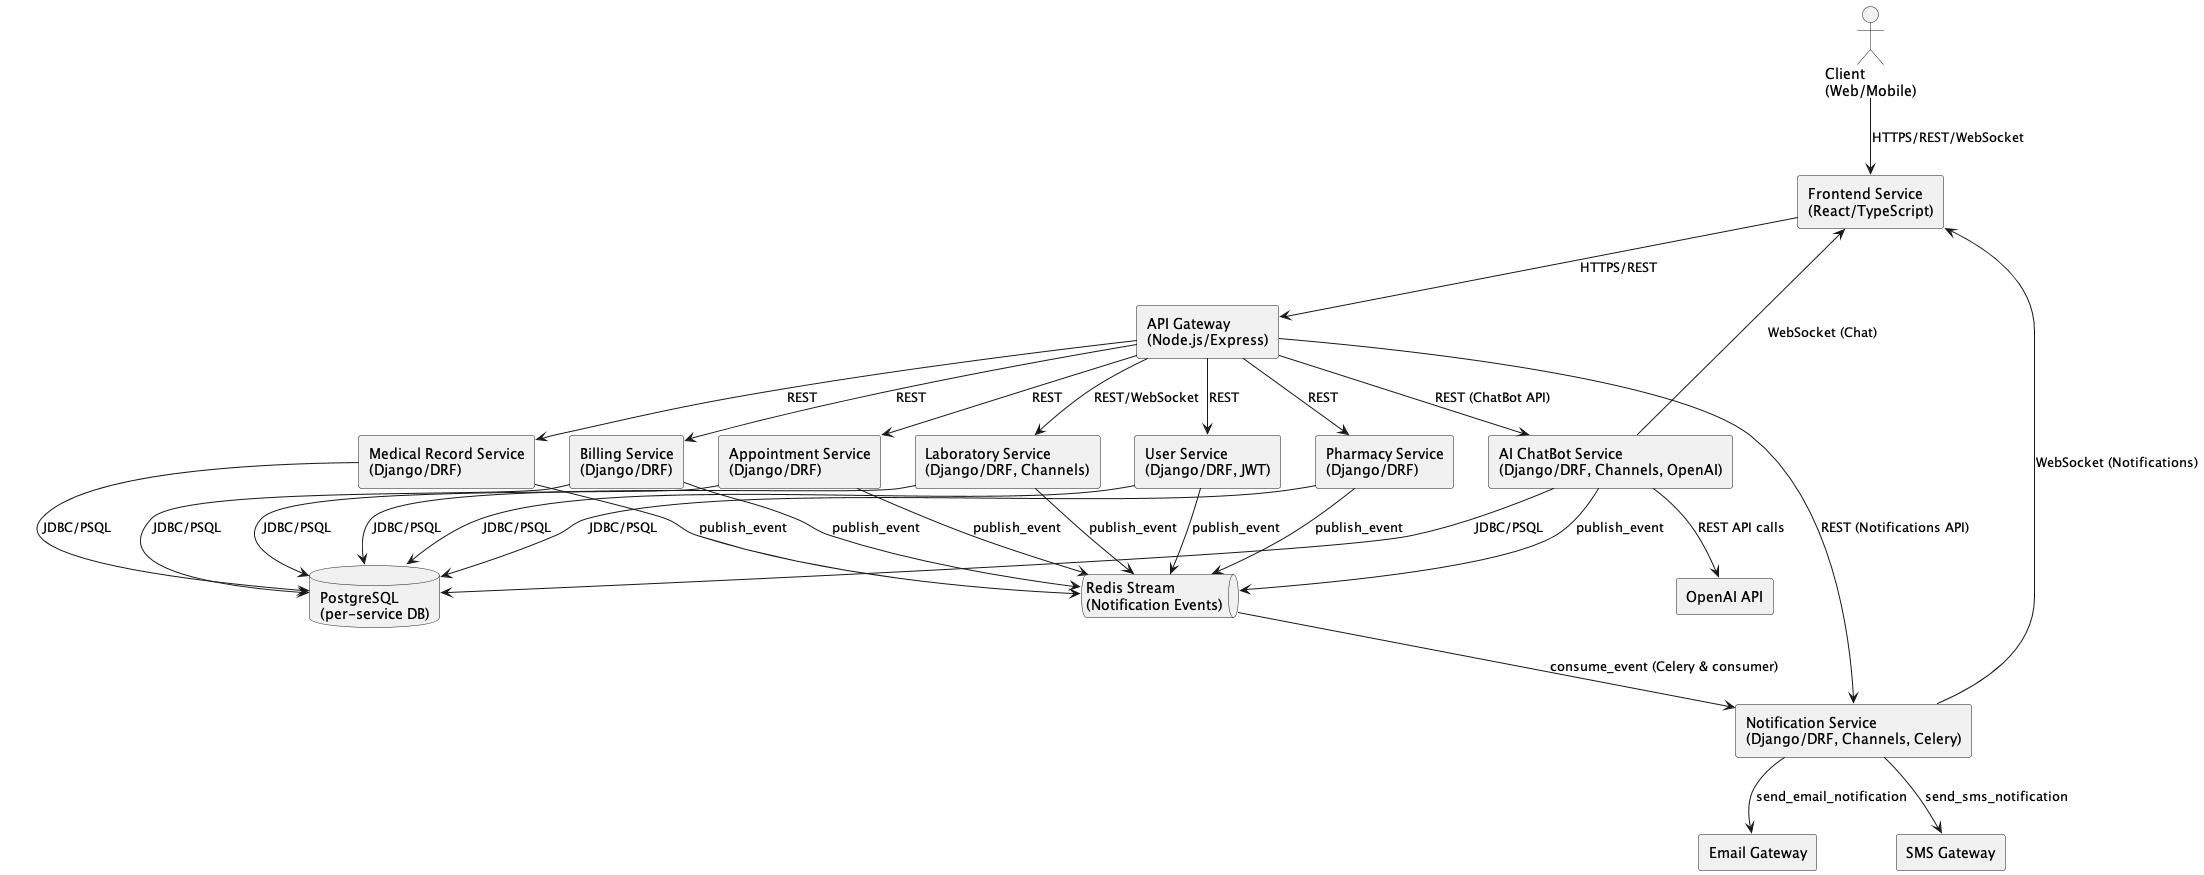 Client
(Web/Mobile)
HTTPS/REST/WebSocket
Frontend Service
(React/TypeScript)
HTTPS/REST
API Gateway
(Node.js/Express)
WebSocket (Chat)
REST
REST
REST
REST/WebSocket
REST
REST
REST (ChatBot API)
Medical Record Service
(Django/DRF)
Billing Service
(Django/DRF)
Appointment Service
(Django/DRF)
Laboratory Service
(Django/DRF, Channels)
User Service
(Django/DRF, JWT)
Pharmacy Service
(Django/DRF)
AI ChatBot Service
(Django/DRF, Channels, OpenAI)
WebSocket (Notifications)
JDBC/PSQL
JDBC/PSQL
JDBC/PSQL
JDBC/PSQL
JDBC/PSQL
JDBC/PSQL
publish_event
publish_event
publish_event
publish_event
publish_event
publish_event
JDBC/PSQL
publish_event
REST API calls
REST (Notifications API)
PostgreSQL
(per-service DB)
Redis Stream
(Notification Events)
OpenAI API
consume_event (Celery & consumer)
Notification Service
(Django/DRF, Channels, Celery)
send_email_notification
send_sms_notification
Email Gateway
SMS Gateway